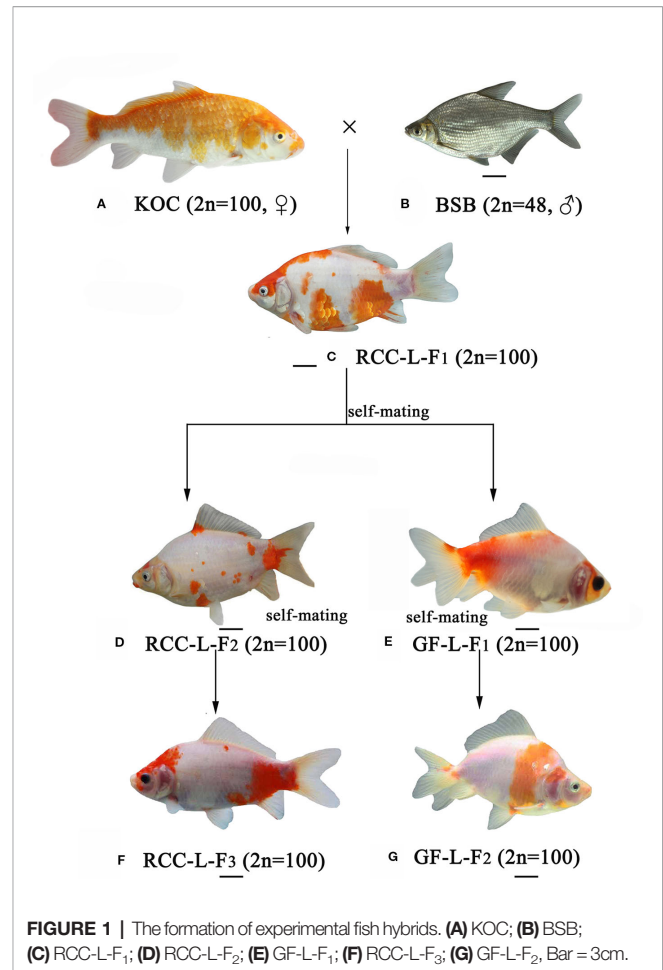 ×
A KOC (2n=100, ♀)
B BSB (2n=48, ♂)
C RCC-L-F1 (2n=100)
self-mating
self-mating
D RCC-L-F2 (2n=100)
self-mating
E GF-L-F1 (2n=100)
F RCC-L-F3 (2n=100)
G GF-L-F2 (2n=100)
FIGURE 1 | The formation of experimental fish hybrids. (A) KOC; (B) BSB;
(C) RCC-L-F1; (D) RCC-L-F2; (E) GF-L-F1; (F) RCC-L-F3; (G) GF-L-F2, Bar = 3cm.